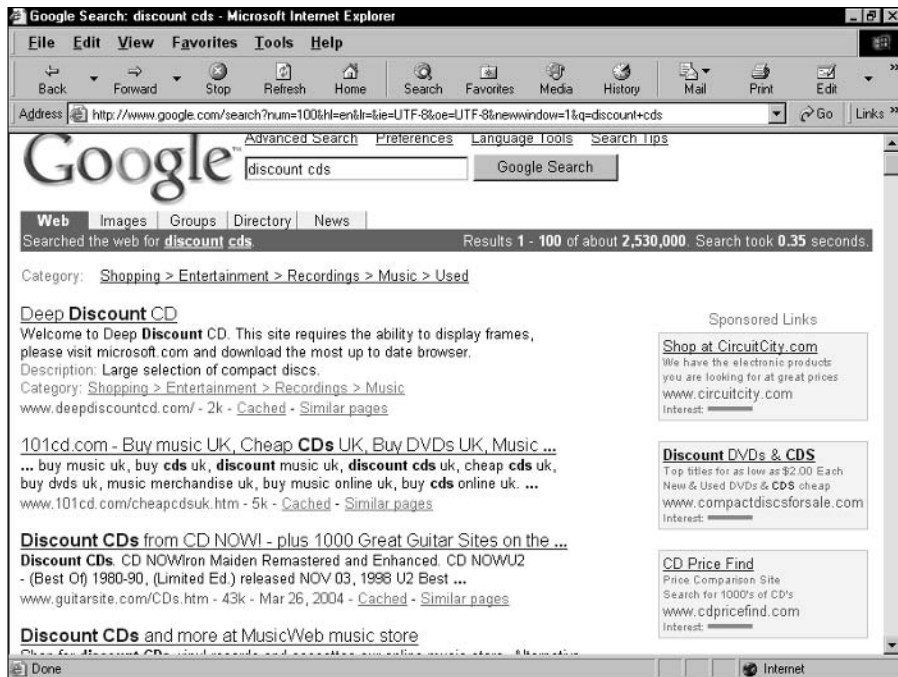 Google Search: discount cds - Microsoft Internet Explorer
File Edit View Favorites Tools Help
Back Forward Stop Refresh Home Search Favorites Media History Mail Print Edit
Address http://www.google.com/search?num=100&hl=en&lr=&ie=UTF-8&oe=UTF-8&newwindow=1&q=discount+cds Go Links
Advanced Search Preferences Language Tools Search Tips
Google™
discount cds Google Search
Web Images Groups Directory News
Searched the web for discount cds. Results 1 - 100 of about 2,530,000. Search took 0.35 seconds.
Category: Shopping > Entertainment > Recordings > Music > Used
Deep Discount CD
Welcome to Deep Discount CD. This site requires the ability to display frames,
please visit microsoft.com and download the most up to date browser.
Description: Large selection of compact discs.
Category: Shopping > Entertainment > Recordings > Music
www.deepdiscountcd.com/ - 2k - Cached - Similar pages
101cd.com - Buy music UK, Cheap CDs UK, Buy DVDs UK, Music ...
... buy music uk, buy cds uk, discount music uk, discount cds uk, cheap cds uk,
buy dvds uk, music merchandise uk, buy music online uk, buy cds online uk. ...
www.101cd.com/cheapcdsuk.htm - 5k - Cached - Similar pages
Discount CDs from CD NOW! - plus 1000 Great Guitar Sites on the ...
Discount CDs. CD NOWIron Maiden Remastered and Enhanced. CD NOWU2
- (Best Of) 1980-90, (Limited Ed.) released NOV 03, 1998 U2 Best ...
www.guitarsite.com/CDs.htm - 43k - Mar 26, 2004 - Cached - Similar pages
Discount CDs and more at MusicWeb music store
Sponsored Links
Shop at CircuitCity.com
We have the electronic products
you are looking for at great prices
www.circuitcity.com
Interest:
Discount DVDs & CDS
Top titles for as low as $2.00 Each
New & Used DVDs & CDS cheap
www.compactdiscsforsale.com
Interest:
CD Price Find
Price Comparison Site
Search for 1000's of CD's
www.cdpricefind.com
Interest:
Done Internet